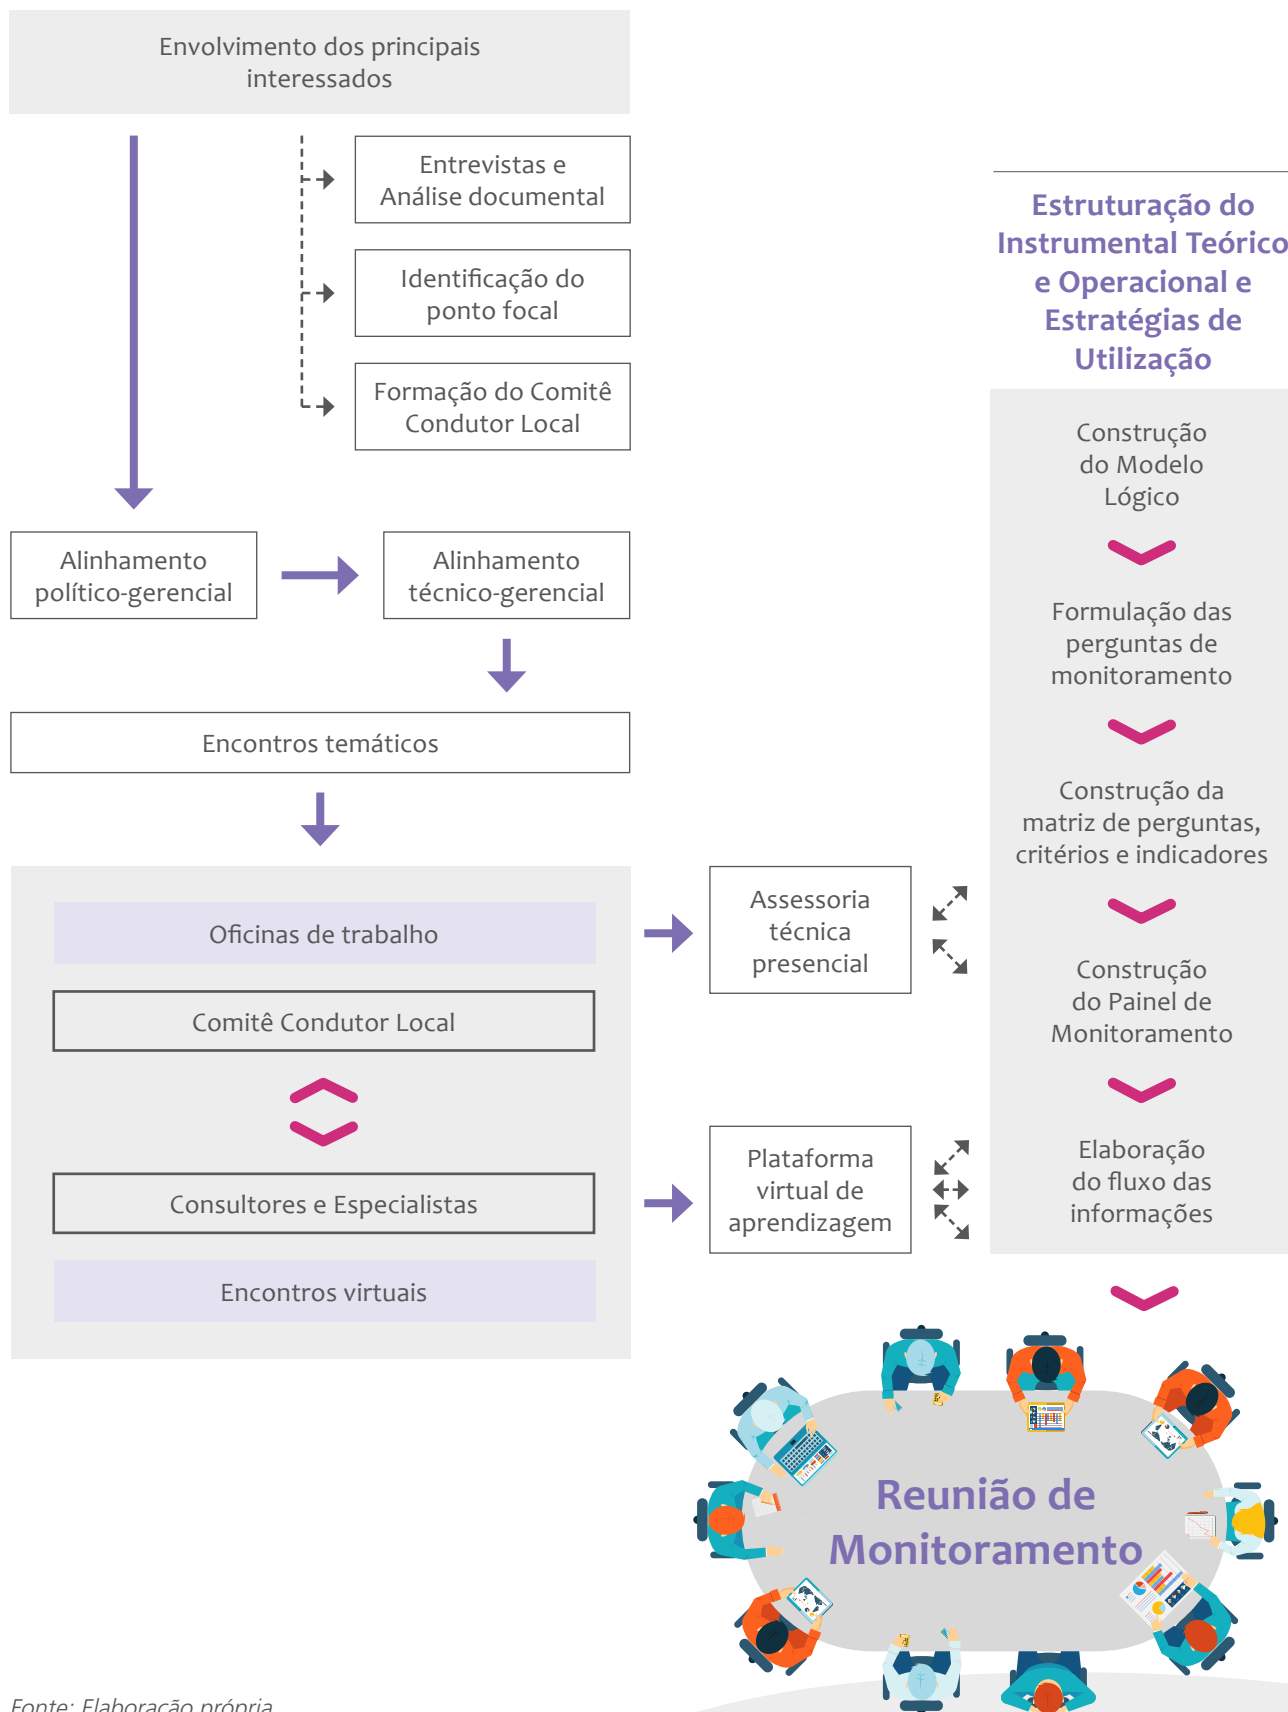 Envolvimento dos principais
interessados
Entrevistas e
Análise documental
Identificação do
ponto focal
Formação do Comitê
Condutor Local
Alinhamento
político-gerencial
Alinhamento
técnico-gerencial
Encontros temáticos
Oficinas de trabalho
Comitê Condutor Local
Consultores e Especialistas
Encontros virtuais
Assessoria
técnica
presencial
Plataforma
virtual de
aprendizagem
Estruturação do
Instrumental Teórico
e Operacional e
Estratégias de
Utilização
Construção
do Modelo
Lógico
Formulação das
perguntas de
monitoramento
Construção da
matriz de perguntas,
critérios e indicadores
Construção
do Painel de
Monitoramento
Elaboração
do fluxo das
informações
Reunião de
Monitoramento
Fonte: Elaboração própria